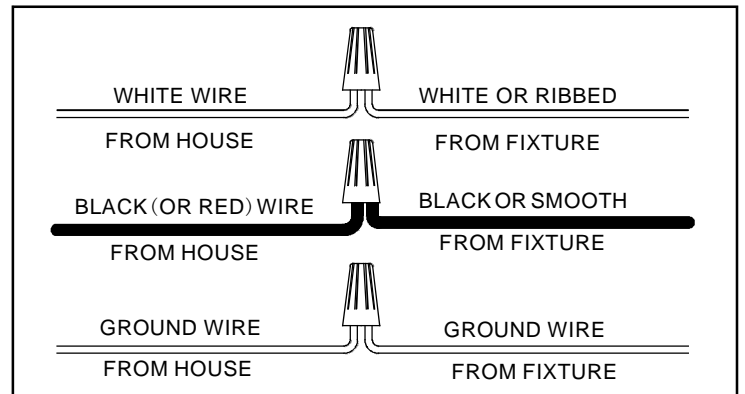 WHITE WIRE WHITE OR RIBBED
FROM HOUSE FROM FIXTURE
BLACK (OR RED) WIRE BLACK OR SMOOTH
FROM HOUSE FROM FIXTURE
GROUND WIRE GROUND WIRE
FROM HOUSE FROM FIXTURE